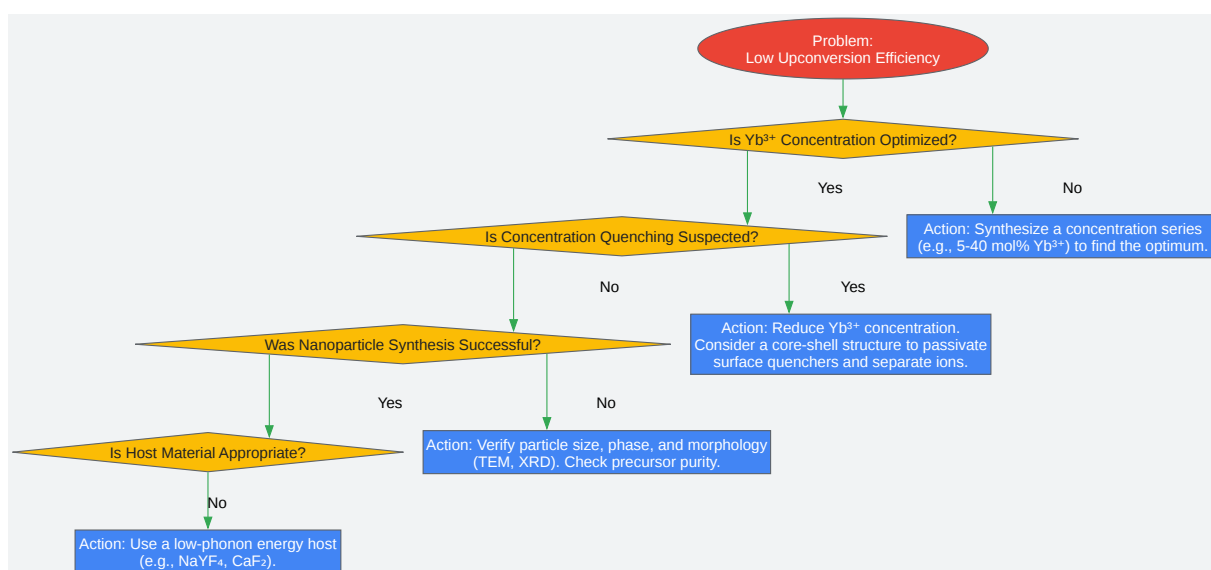 Problem:
Low Upconversion Efficiency
Is Yb³⁺ Concentration Optimized?
Yes
No
Action: Synthesize a concentration series
(e.g., 5-40 mol% Yb³⁺) to find the optimum.
Is Concentration Quenching Suspected?
No
Yes
Action: Reduce Yb³⁺ concentration.
Consider a core-shell structure to passivate
surface quenchers and separate ions.
Was Nanoparticle Synthesis Successful?
Yes
No
Action: Verify particle size, phase, and morphology
(TEM, XRD). Check precursor purity.
Is Host Material Appropriate?
No
Action: Use a low-phonon energy host
(e.g., NaYF₄, CaF₂).